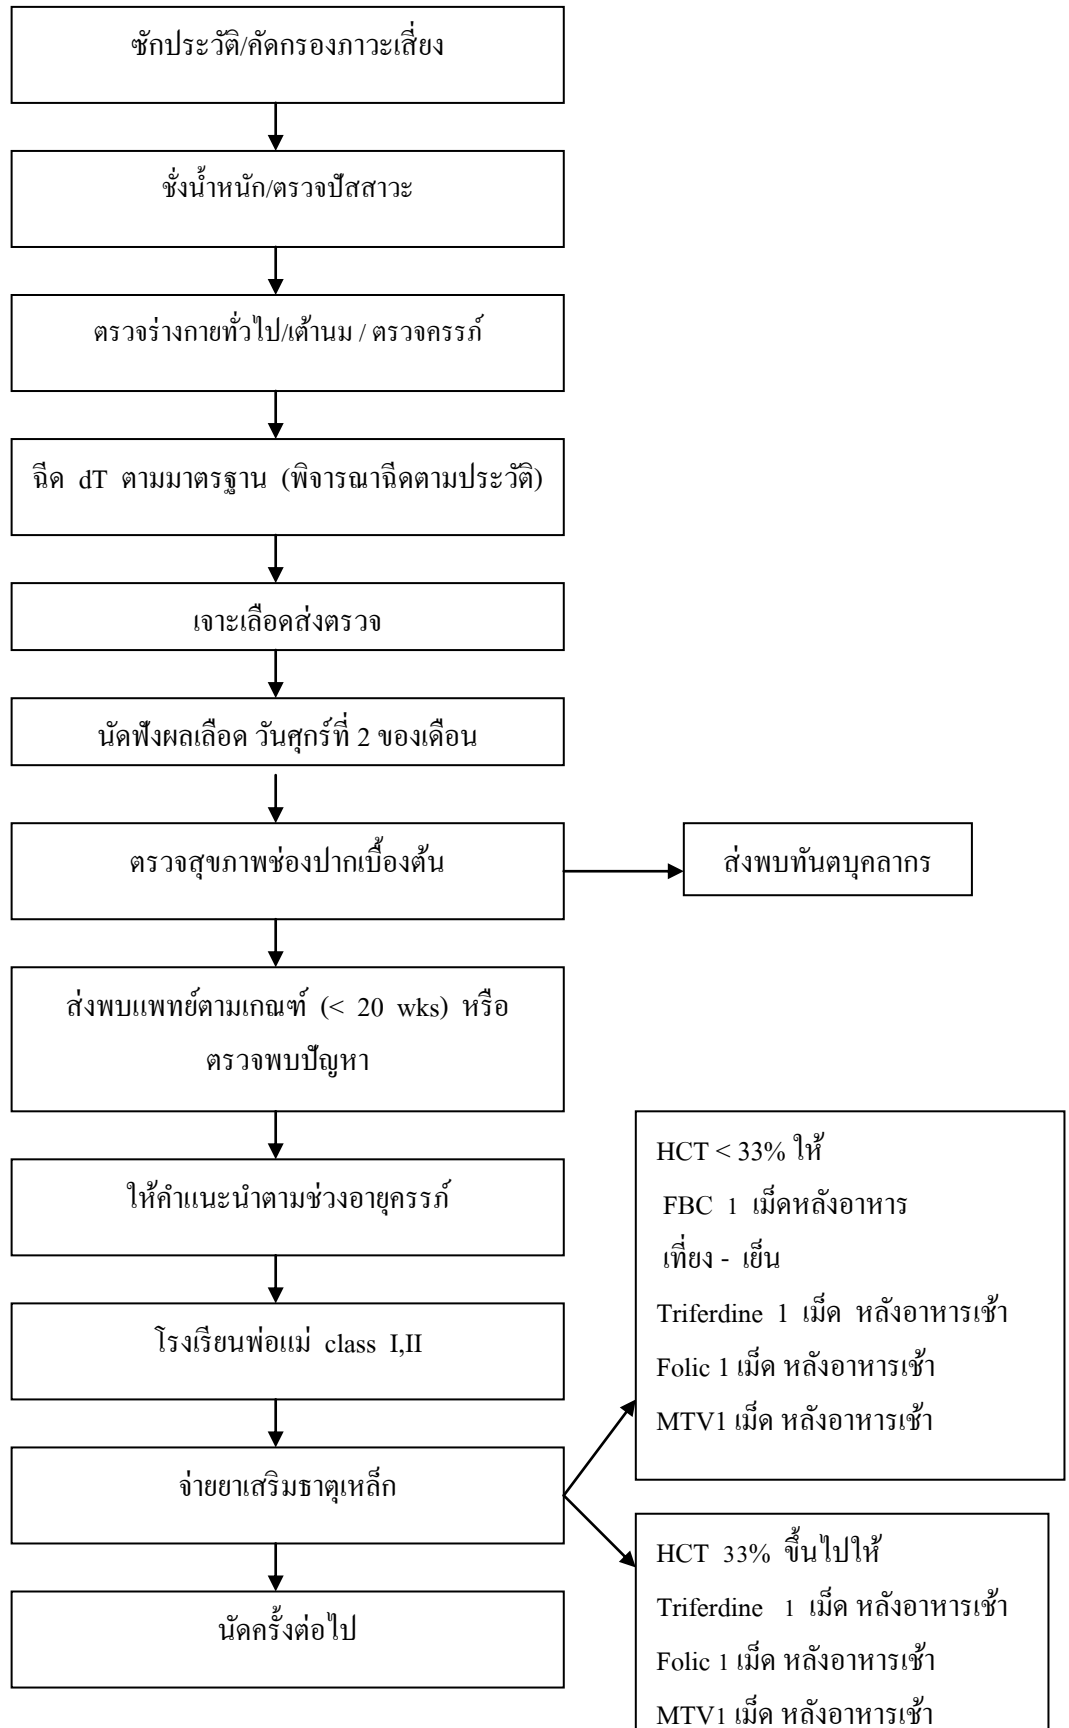 ซักประวัติ/คัดกรองภาวะเสี่ยง
ชั่งน้ำหนัก/ตรวจปัสสาวะ
ตรวจร่างกายทั่วไป/เต้านม / ตรวจครรภ์
ฉีด dT ตามมาตรฐาน (พิจารณาฉีดตามประวัติ)
เจาะเลือดส่งตรวจ
นัดฟังผลเลือด วันศุกร์ที่ 2 ของเดือน
ตรวจสุขภาพช่องปากเบื้องต้น
ส่งพบทันตบุคลากร
ส่งพบแพทย์ตามเกณฑ์ (< 20 wks) หรือ
ตรวจพบปัญหา
ให้คำแนะนำตามช่วงอายุครรภ์
โรงเรียนพ่อแม่ class I,II
จ่ายยาเสริมธาตุเหล็ก
HCT < 33% ให้
FBC 1 เม็ดหลังอาหาร
เที่ยง - เย็น
Triferdine 1 เม็ด หลังอาหารเช้า
Folic 1 เม็ด หลังอาหารเช้า
MTV1 เม็ด หลังอาหารเช้า
HCT 33% ขึ้นไปให้
Triferdine 1 เม็ด หลังอาหารเช้า
Folic 1 เม็ด หลังอาหารเช้า
MTV1 เม็ด หลังอาหารเช้า
นัดครั้งต่อไป